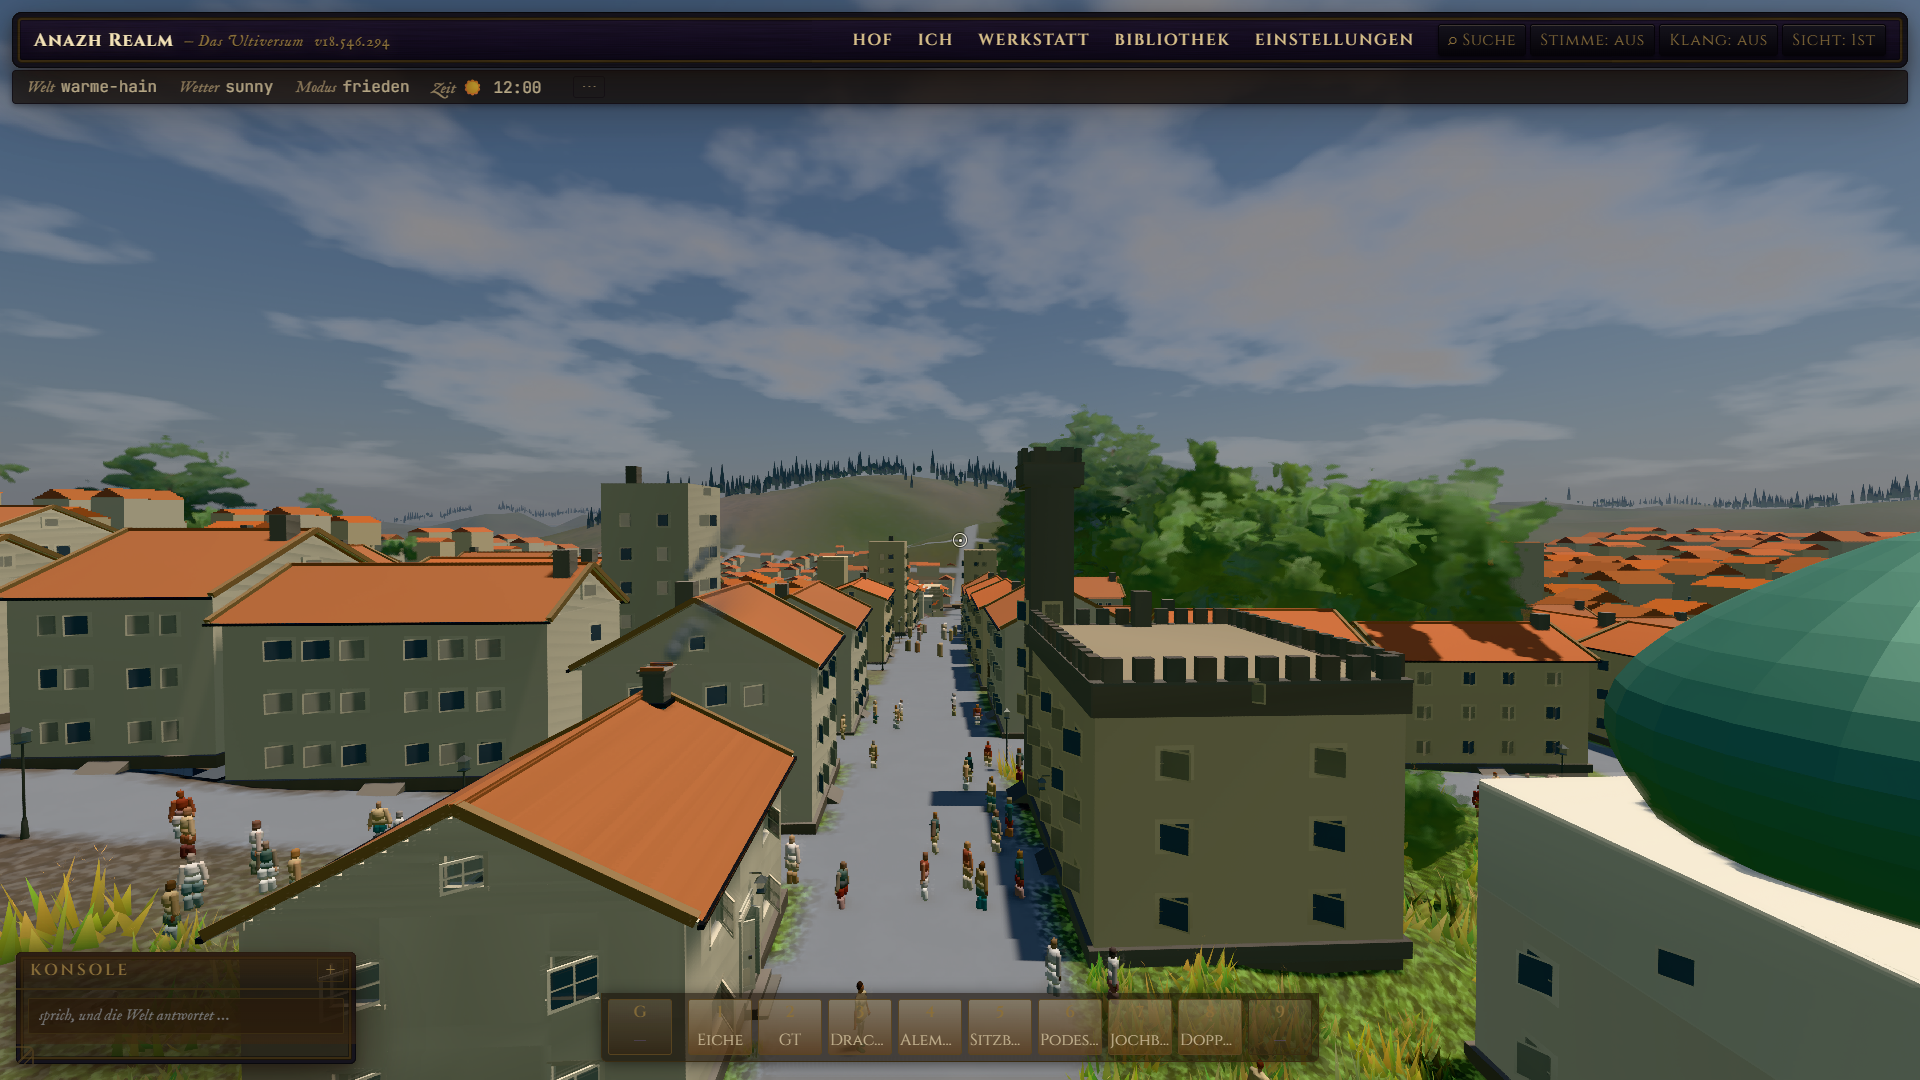 Anazh Realm – Das Ultiversum v18.546.294
HOF ICH WERKSTATT BIBLIOTHEK EINSTELLUNGEN ⌕ SUCHE STIMME: AUS KLANG: AUS SICHT: IST
Welt warme-hain Wetter sunny Modus frieden Zeit 12:00 ...
KONSOLE +
sprich, und die Welt antwortet ...
G 9
EICHE GT DRAC... ALEM... SITZB... PODES... JOCHB... DOPP...